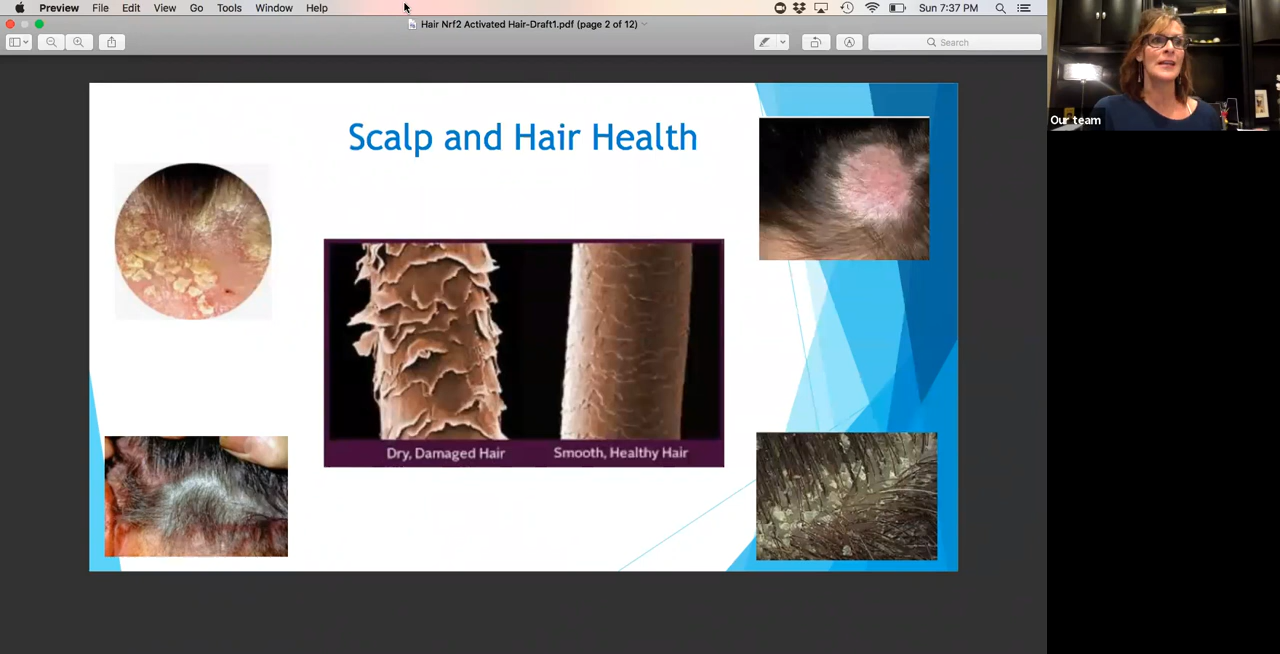 Preview File Edit View Go Tools Window Help Sun 7:37 PM
Hair Nrf2 Activated Hair-Draft1.pdf (page 2 of 12)
Search
Our team
Scalp and Hair Health
Dry, Damaged Hair Smooth, Healthy Hair